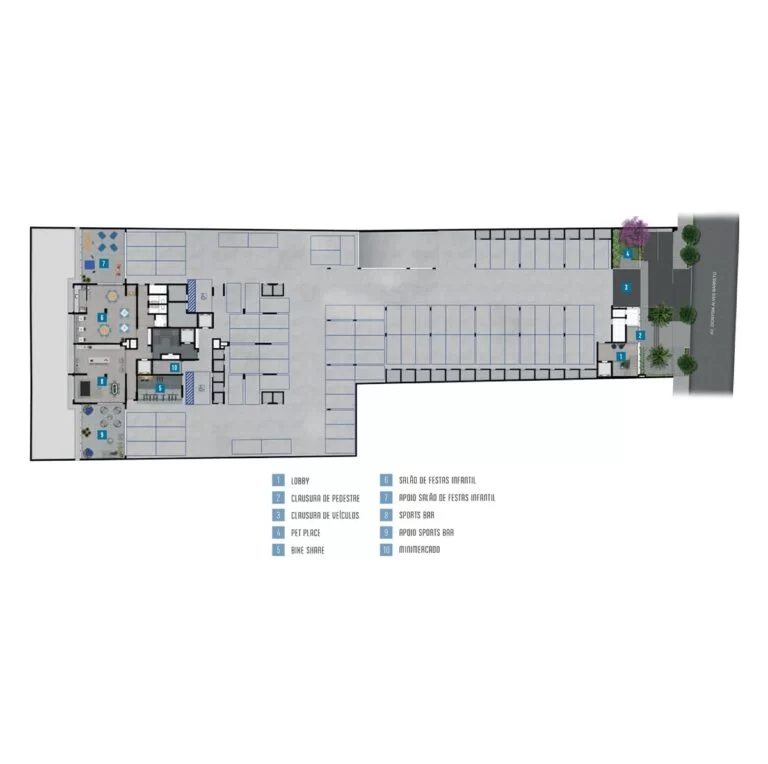 7
6
10
8
5
9
4
3
2
1
1 LOBBY
2 CLAUSURA DE PEDESTRE
3 CLAUSURA DE VEÍCULOS
4 PET PLACE
5 BIKE SHARE
6 SALÃO DE FESTAS INFANTIL
7 APOIO SALÃO DE FESTAS INFANTIL
8 SPORTS BAR
9 APOIO SPORTS BAR
10 MINIMERCADO